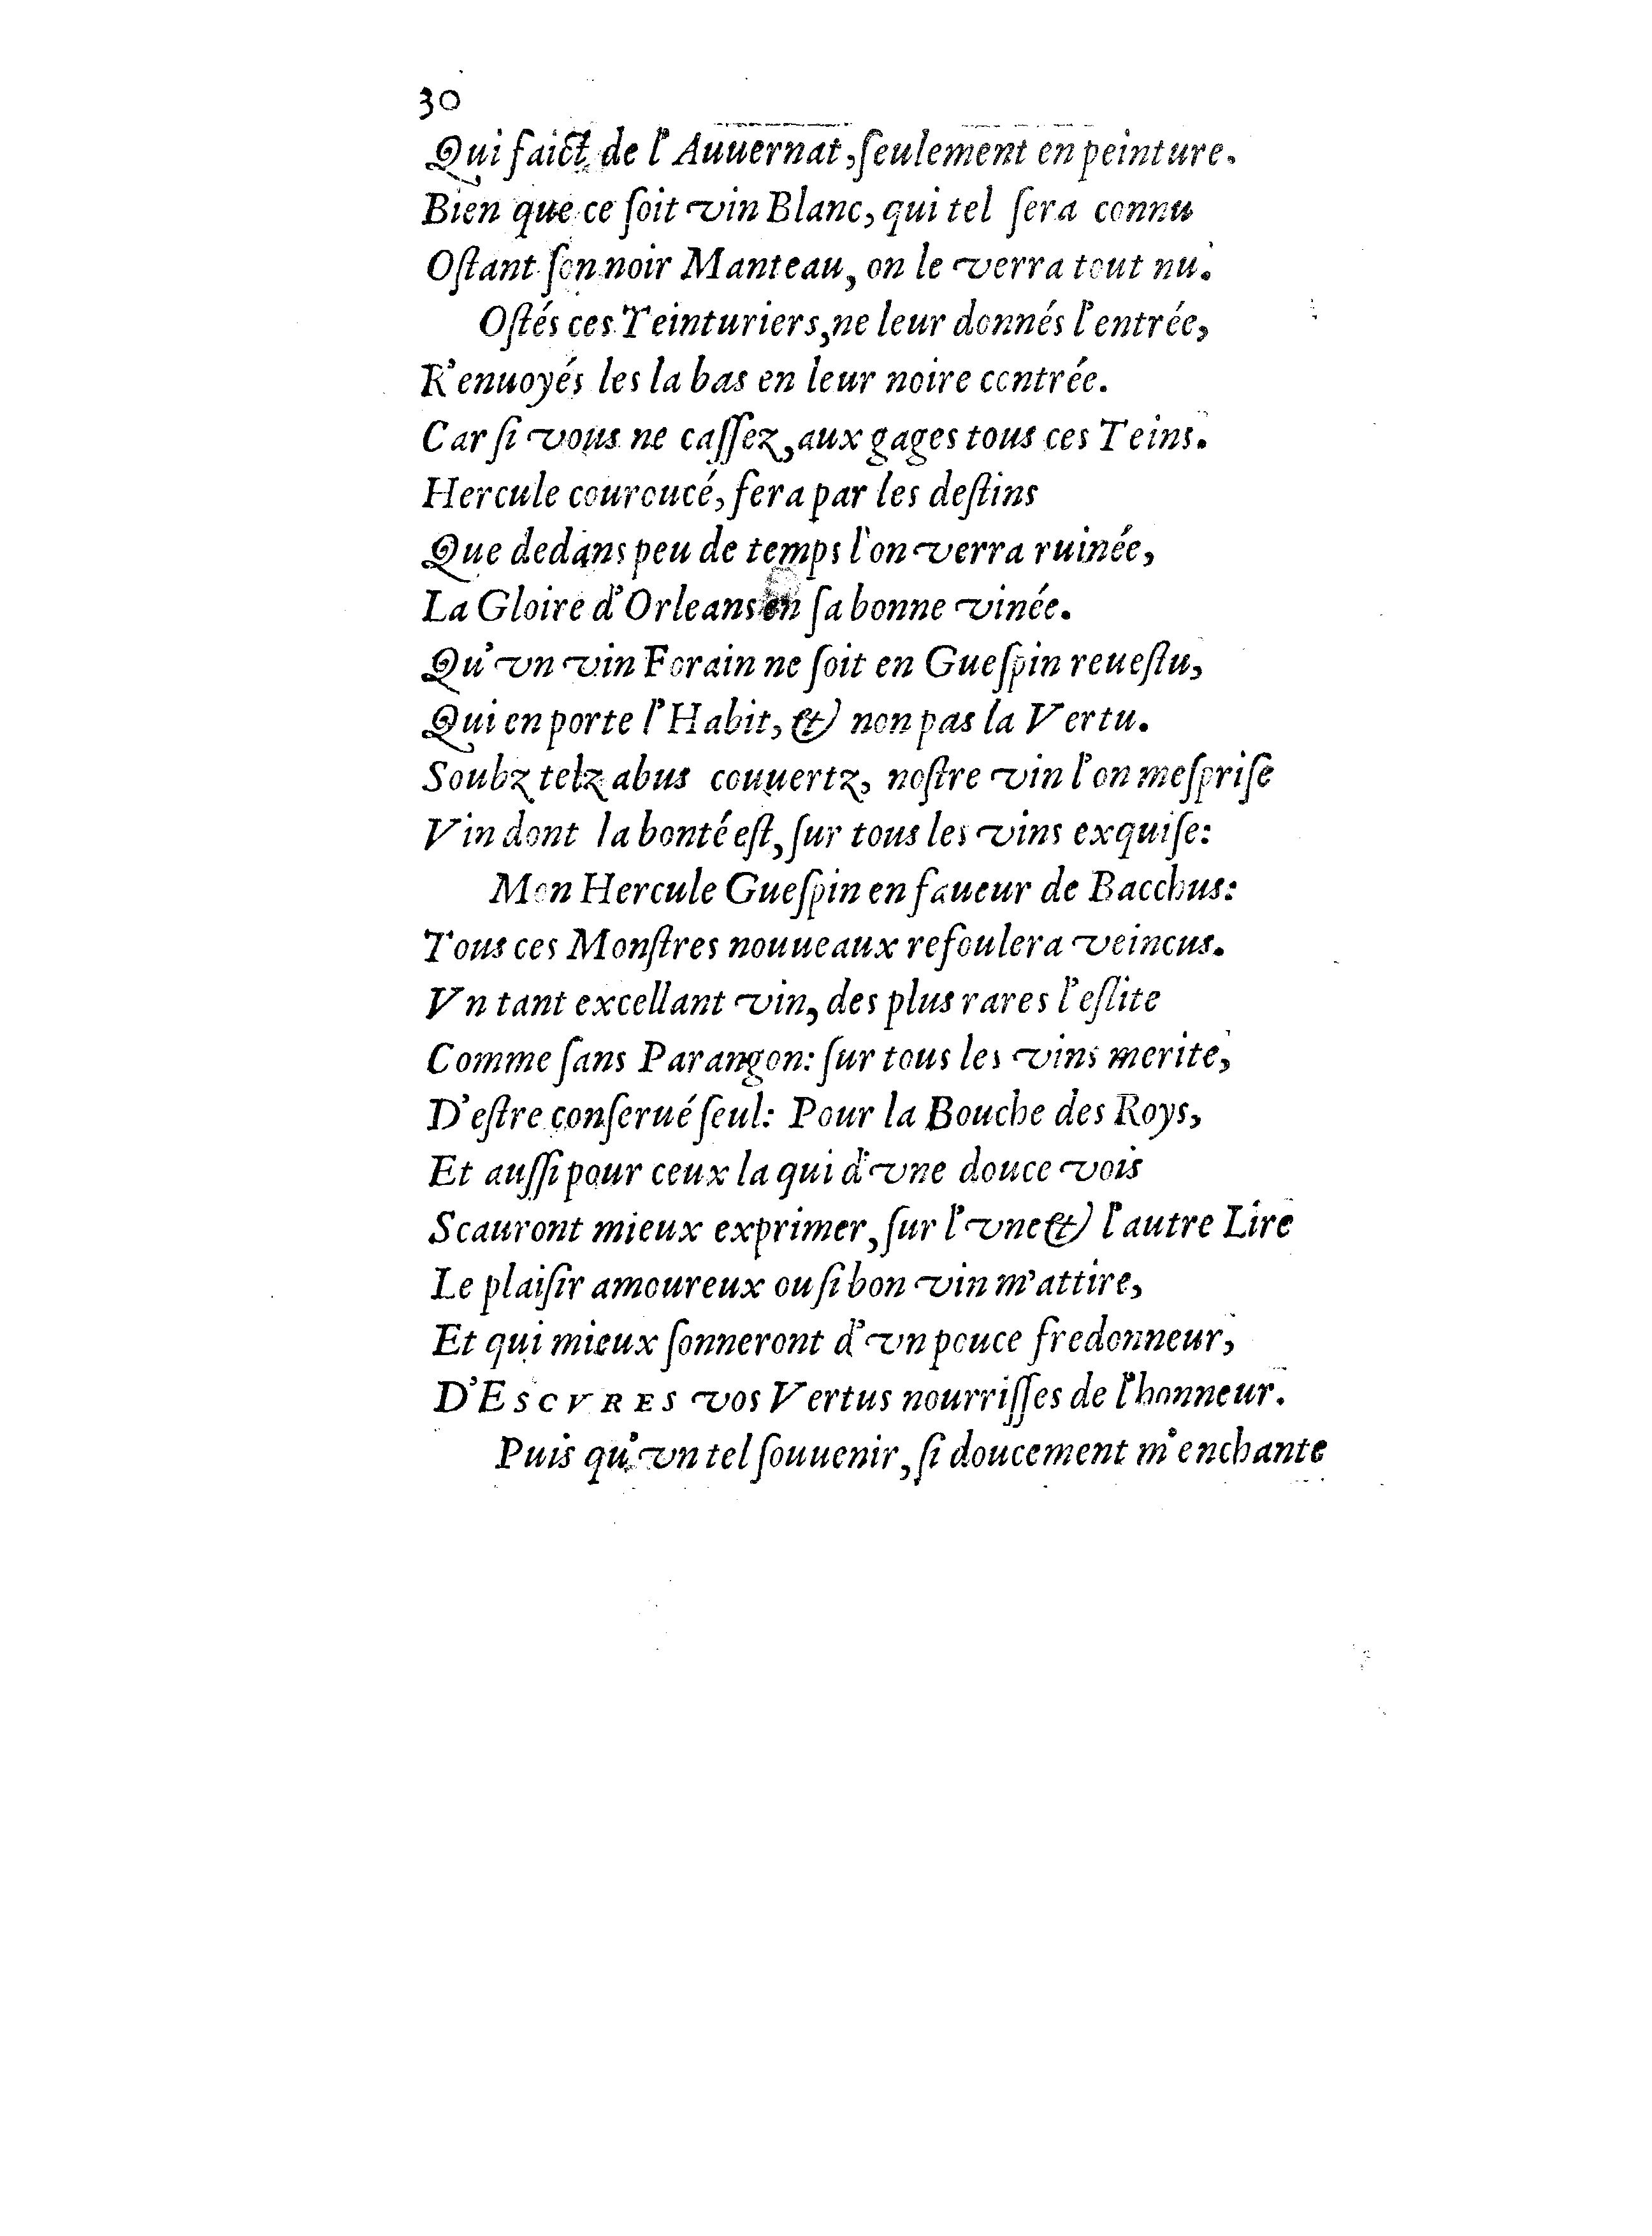 30
Qui faict de l'Auuernat, ſeulement en peinture.
Bien que ce ſoit vin Blanc, qui tel ſera connu
Oſtant ſon noir Manteau, on le verra tout nu.
Oſtés ces Teinturiers, ne leur donnés l'entrée,
R'enuoyés les la bas en leur noire contrée.
Car ſi vous ne caſſez, aux gages tous ces Teins.
Hercule couroucé, fera par les deſtins
Que dedans peu de temps l'on verra ruinée,
La Gloire d'Orleans en ſa bonne vinée.
Qu'vn vin Forain ne ſoit en Gueſpin reueſtu,
Qui en porte l'Habit, & non pas la Vertu.
Soubz telz abus couuertz, noſtre vin l'on meſpriſe
Vin dont la bonté eſt, ſur tous les vins exquiſe:
Mon Hercule Gueſpin en faueur de Bacchus:
Tous ces Monſtres nouueaux refoulera veincus.
Vn tant excellant vin, des plus rares l'eſlite
Comme ſans Parangon: ſur tous les vins merite,
D'eſtre conſerué ſeul: Pour la Bouche des Roys,
Et auſſi pour ceux la qui d'vne douce vois
Scauront mieux exprimer, ſur l'vne & l'autre Lire
Le plaiſir amoureux ou ſi bon vin m'attire,
Et qui mieux ſonneront d'vn pouce fredonneur,
D'ESCVRES vos Vertus nourriſſes de l'honneur.
Puis qu'vn tel ſouuenir, ſi doucement m'enchante